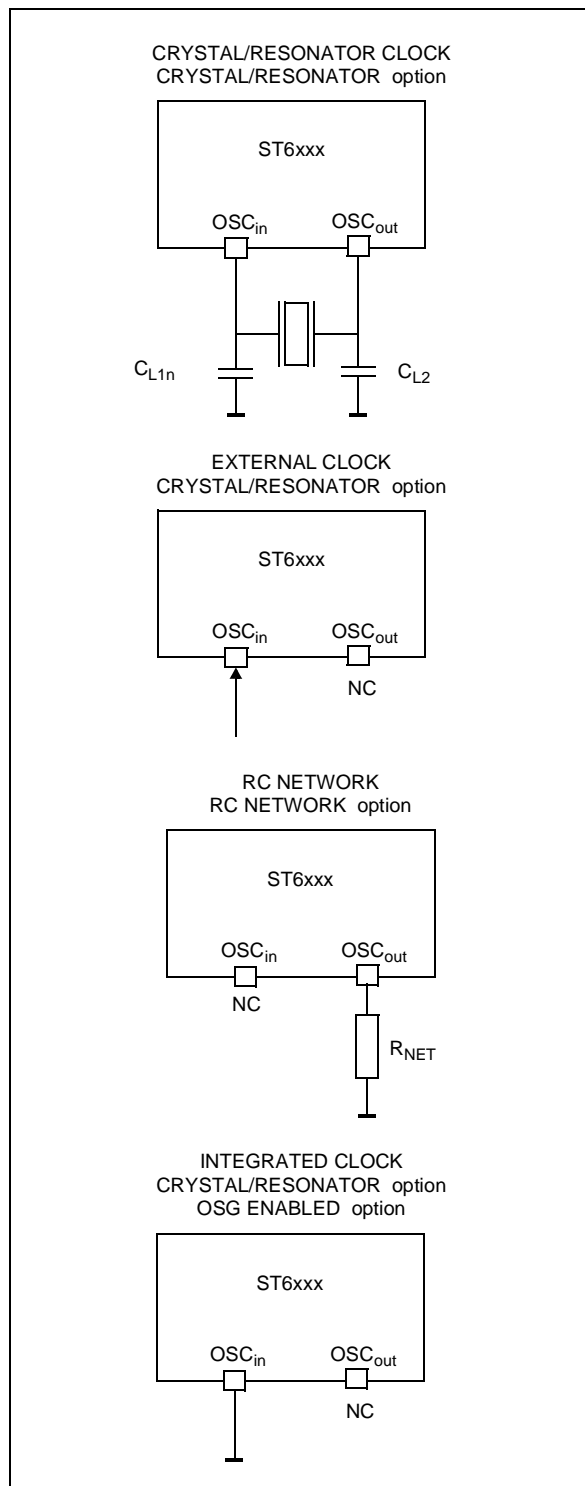 CRYSTAL/RESONATOR CLOCK
CRYSTAL/RESONATOR option
ST6xxx
OSCin OSCout
CL1n CL2
EXTERNAL CLOCK
CRYSTAL/RESONATOR option
ST6xxx
OSCin OSCout
NC
RC NETWORK
RC NETWORK option
ST6xxx
OSCin OSCout
NC
RNET
INTEGRATED CLOCK
CRYSTAL/RESONATOR option
OSG ENABLED option
ST6xxx
OSCin OSCout
NC